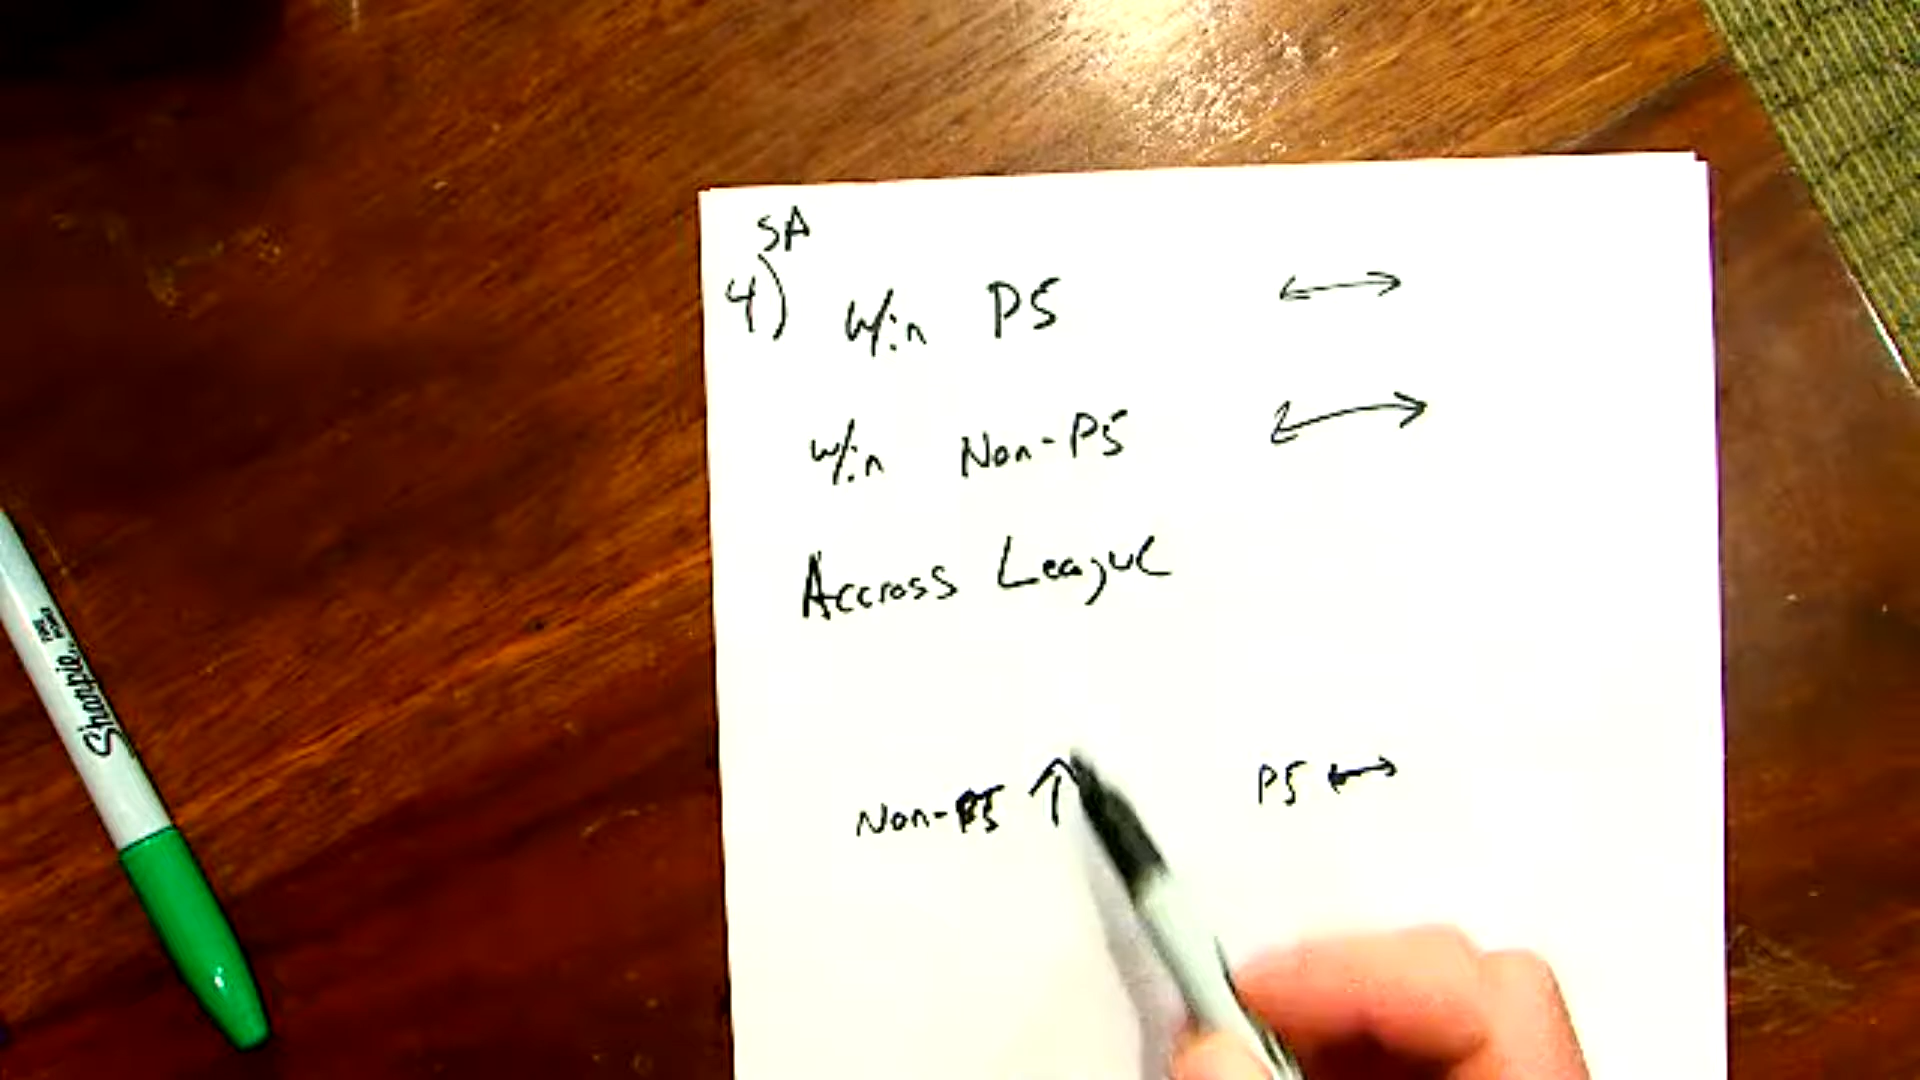 SA
4) w/in P5 ↔
w/in Non-P5 ↔
Accross League
Non-P5 ↑ P5 ↔
Sharpie